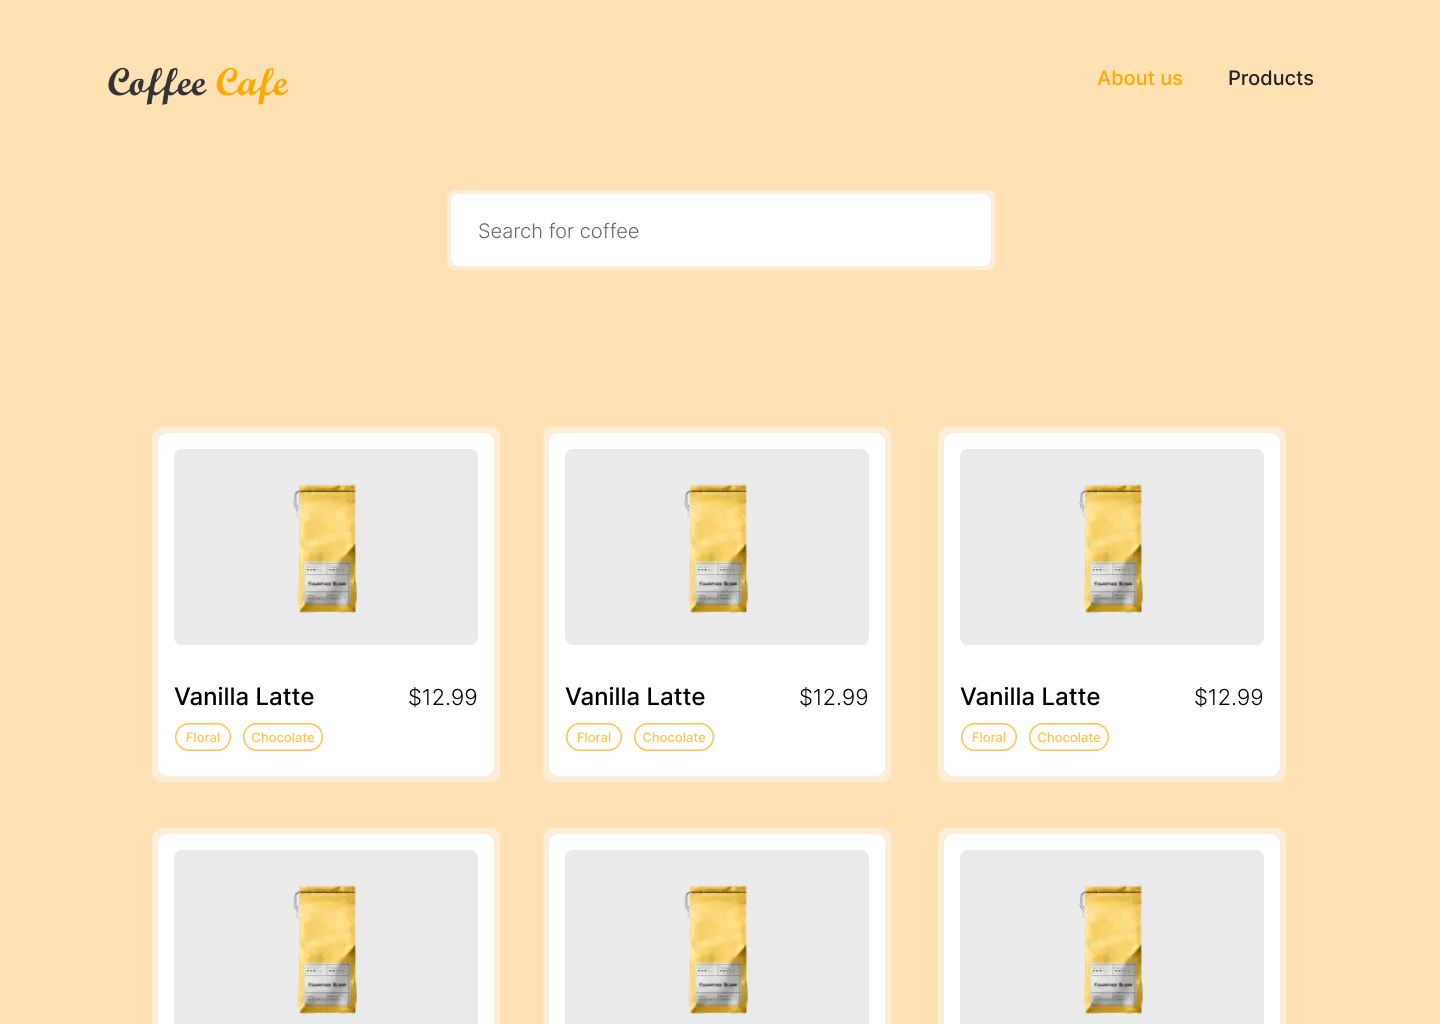 Coffee Cafe
About us Products
Search for coffee
Vanilla Latte $12.99
Floral Chocolate
Vanilla Latte $12.99
Floral Chocolate
Vanilla Latte $12.99
Floral Chocolate